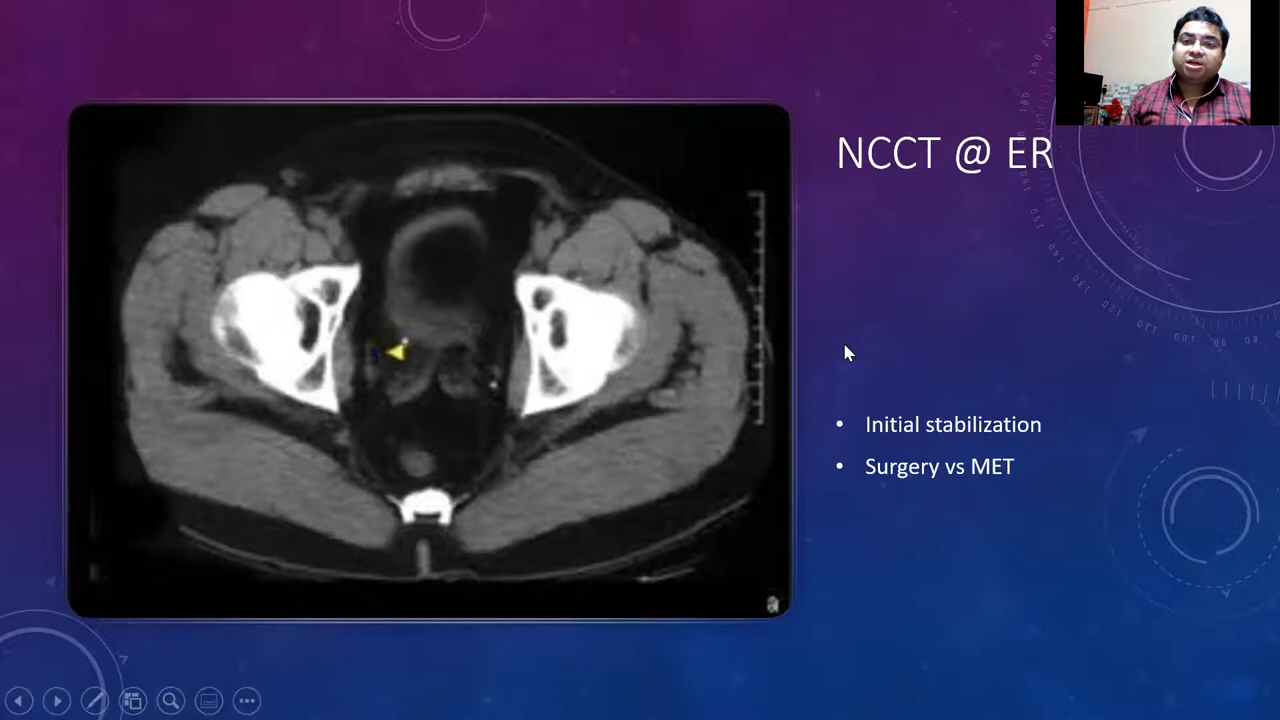 NCCT @ ER
• Initial stabilization
• Surgery vs MET